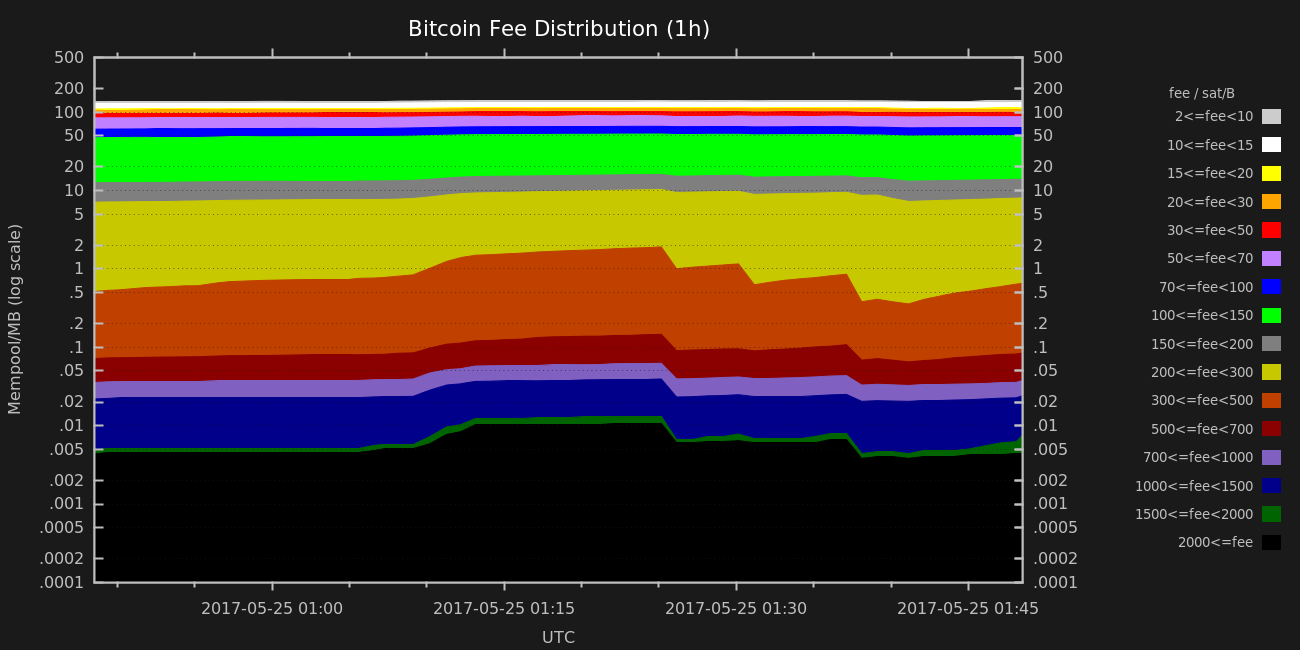 Bitcoin Fee Distribution (1h)
500 500
200 200
100 100
50 50
20 20
10 10
5 5
2 2
1 1
.5 .5
.2 .2
.1 .1
.05 .05
.02 .02
.01 .01
.005 .005
.002 .002
.001 .001
.0005 .0005
.0002 .0002
.0001 .0001
Mempool/MB (log scale)
2017-05-25 01:00 2017-05-25 01:15 2017-05-25 01:30 2017-05-25 01:45
UTC
fee / sat/B
2<=fee<10
10<=fee<15
15<=fee<20
20<=fee<30
30<=fee<50
50<=fee<70
70<=fee<100
100<=fee<150
150<=fee<200
200<=fee<300
300<=fee<500
500<=fee<700
700<=fee<1000
1000<=fee<1500
1500<=fee<2000
2000<=fee